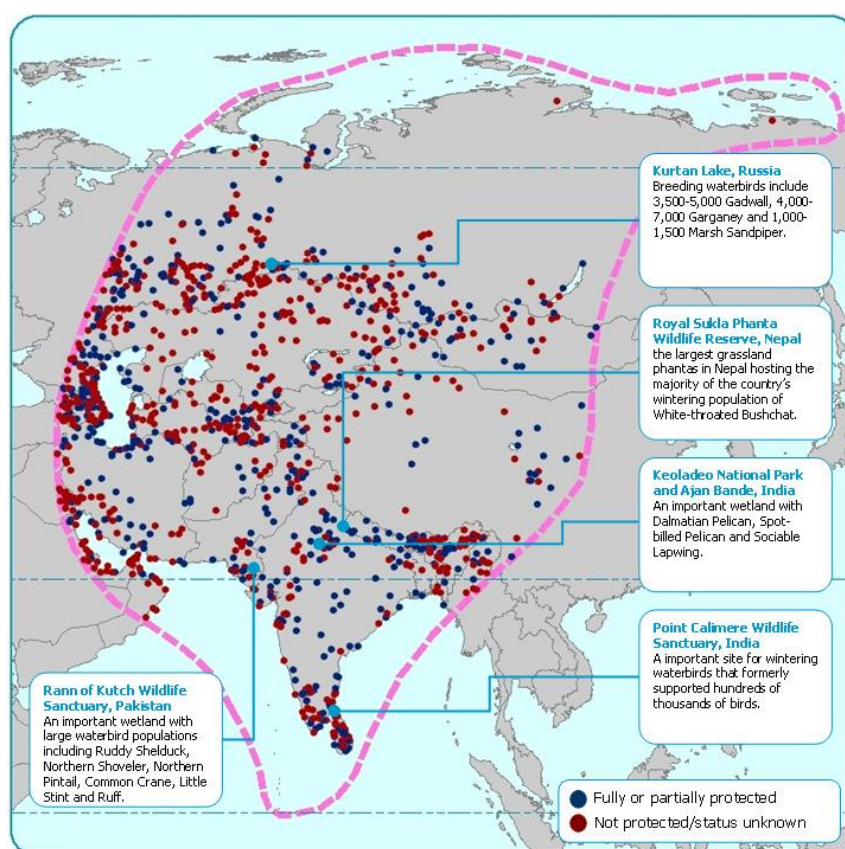 Kurtan Lake, Russia
Breeding waterbirds include
3,500-5,000 Gadwall, 4,000-
7,000 Garganey and 1,000-
1,500 Marsh Sandpiper.
Royal Sukla Phanta
Wildlife Reserve, Nepal
the largest grassland
phantas in Nepal hosting the
majority of the country's
wintering population of
White-throated Bushchat.
Keoladeo National Park
and Ajan Bande, India
An important wetland with
Dalmatian Pelican, Spot-
billed Pelican and Sociable
Lapwing.
Point Calimere Wildlife
Sanctuary, India
A important site for wintering
waterbirds that formerly
supported hundreds of
thousands of birds.
Rann of Kutch Wildlife
Sanctuary, Pakistan
An important wetland with
large waterbird populations
including Ruddy Shelduck,
Northern Shoveler, Northern
Pintail, Common Crane, Little
Stint and Ruff.
Fully or partially protected
Not protected/status unknown